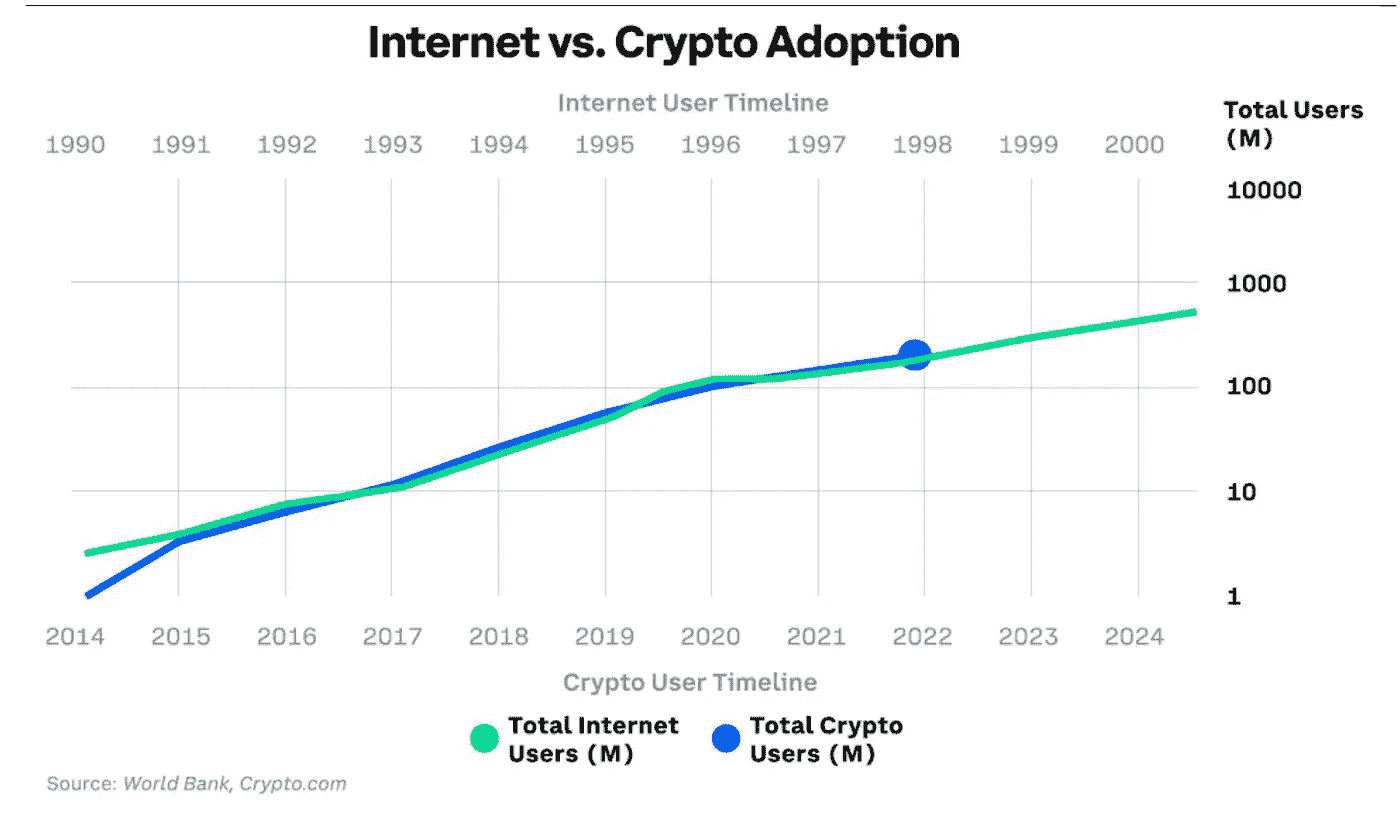 Internet vs. Crypto Adoption
Internet User Timeline
Total Users
(M)
1990 1991 1992 1993 1994 1995 1996 1997 1998 1999 2000
10000
1000
100
10
1
2014 2015 2016 2017 2018 2019 2020 2021 2022 2023 2024
Crypto User Timeline
Total Internet
Users (M)
Total Crypto
Users (M)
Source: World Bank, Crypto.com